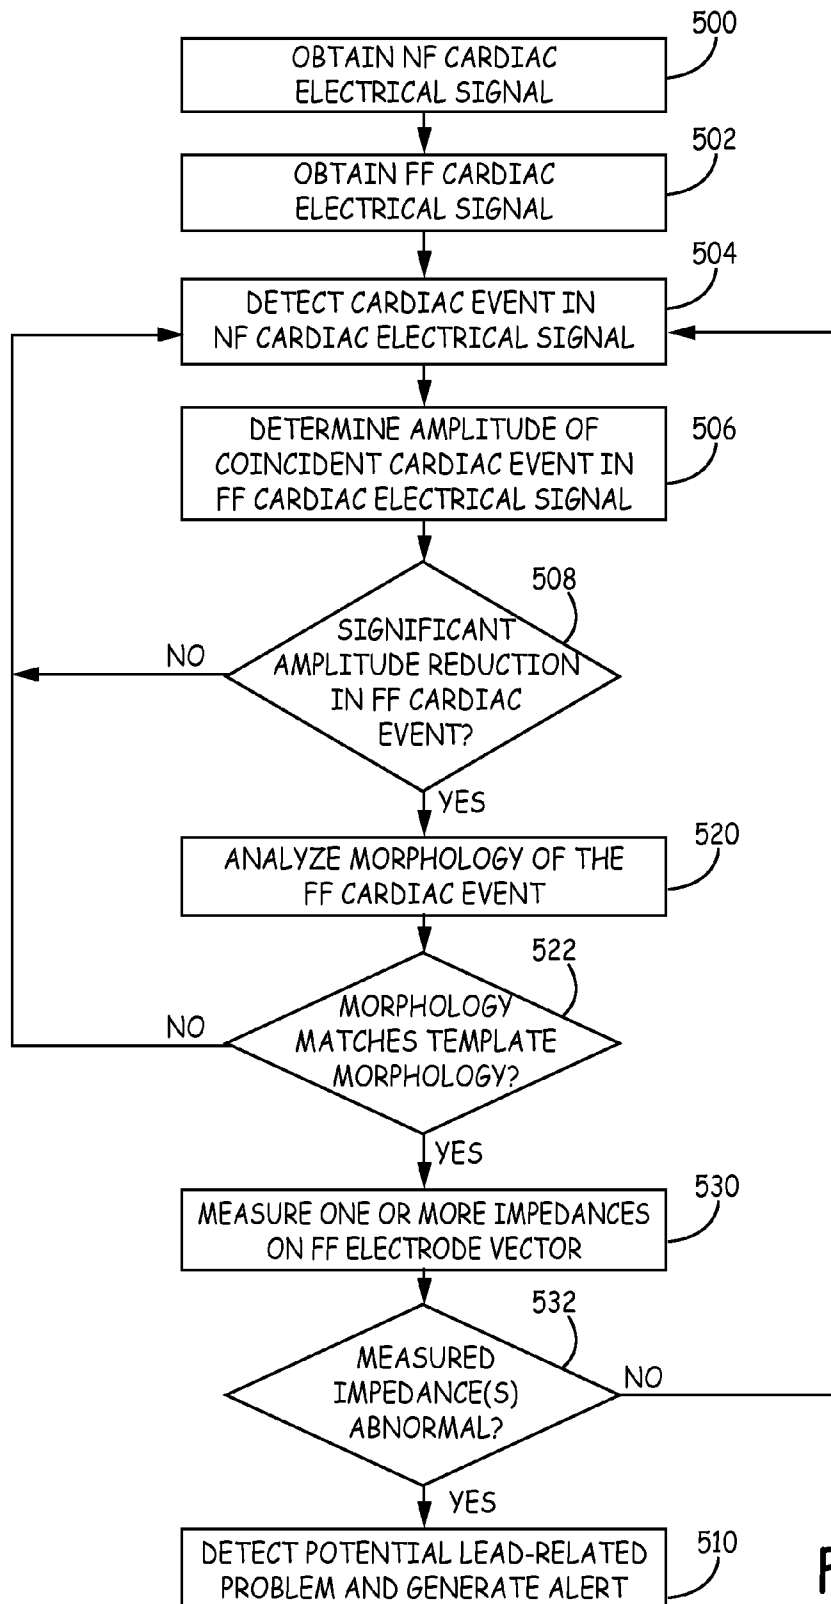 500
OBTAIN NF CARDIAC
ELECTRICAL SIGNAL
502
OBTAIN FF CARDIAC
ELECTRICAL SIGNAL
504
DETECT CARDIAC EVENT IN
NF CARDIAC ELECTRICAL SIGNAL
506
DETERMINE AMPLITUDE OF
COINCIDENT CARDIAC EVENT IN
FF CARDIAC ELECTRICAL SIGNAL
508
SIGNIFICANT
AMPLITUDE REDUCTION
IN FF CARDIAC
EVENT?
NO
YES
520
ANALYZE MORPHOLOGY OF THE
FF CARDIAC EVENT
522
MORPHOLOGY
MATCHES TEMPLATE
MORPHOLOGY?
NO
YES
530
MEASURE ONE OR MORE IMPEDANCES
ON FF ELECTRODE VECTOR
532
MEASURED
IMPEDANCE(S)
ABNORMAL?
NO
YES
510
DETECT POTENTIAL LEAD-RELATED
PROBLEM AND GENERATE ALERT